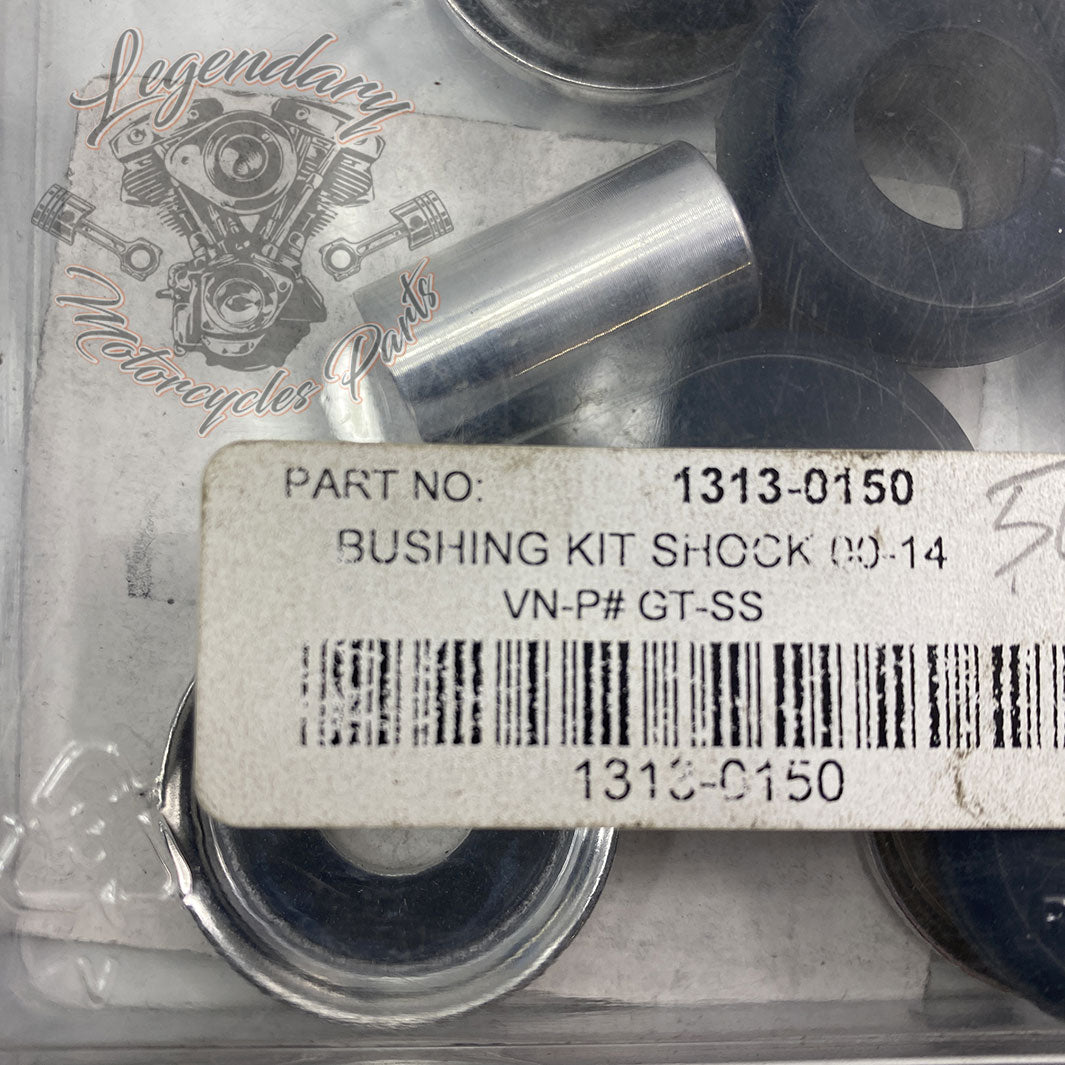 Legendary
Motorcycles Parts
PART NO: 1313-0150
BUSHING KIT SHOCK 00-14
VN-P# GT-SS
1313-0150